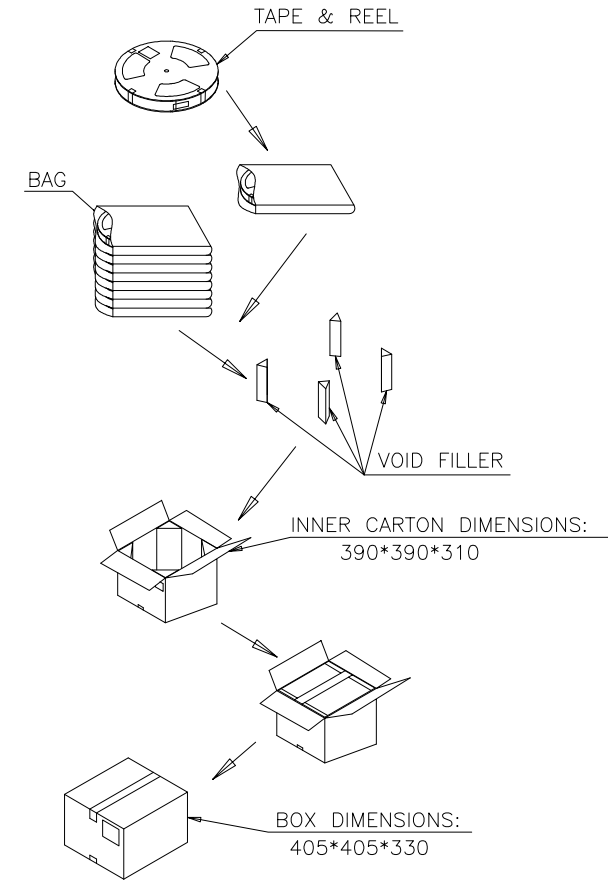 TAPE & REEL
BAG
VOID FILLER
INNER CARTON DIMENSIONS:
390*390*310
BOX DIMENSIONS:
405*405*330